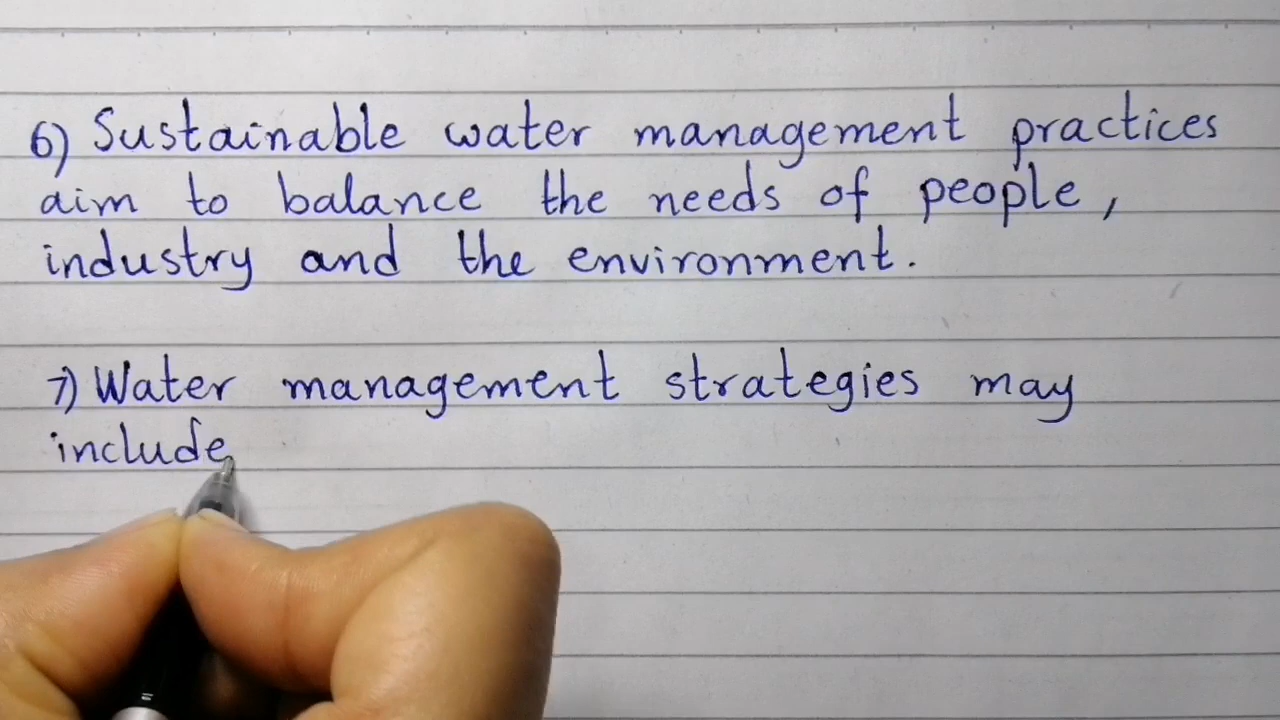 6) Sustainable water management practices
aim to balance the needs of people,
industry and the environment.
7) Water management strategies may
include